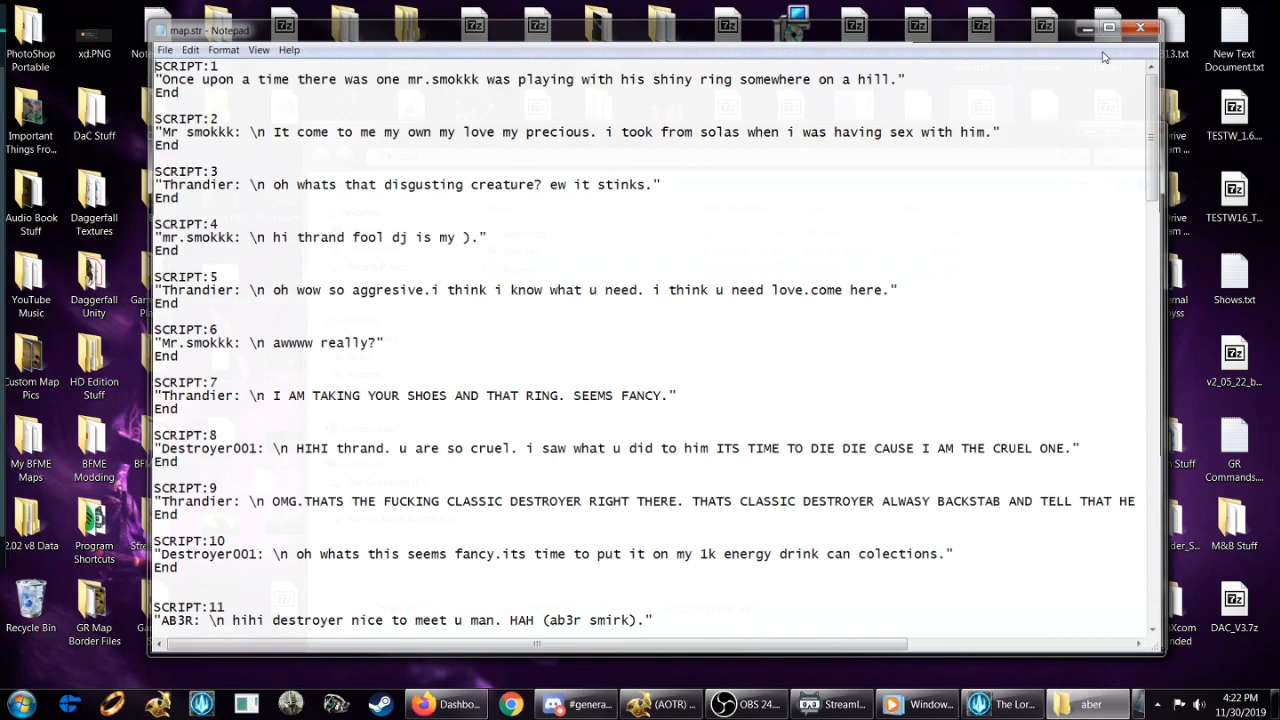 map.str - Notepad
File Edit Format View Help
SCRIPT:1
"Once upon a time there was one mr.smokkk was playing with his shiny ring somewhere on a hill."
End
SCRIPT:2
"Mr smokkk: \n It come to me my own my love my precious. i took from solas when i was having sex with him."
End
SCRIPT:3
"Thrandier: \n oh whats that disgusting creature? ew it stinks."
End
SCRIPT:4
"mr.smokkk: \n hi thrand fool dj is my )."
End
SCRIPT:5
"Thrandier: \n oh wow so aggresive.i think i know what u need. i think u need love.come here."
End
SCRIPT:6
"Mr.smokkk: \n awwww really?"
End
SCRIPT:7
"Thrandier: \n I AM TAKING YOUR SHOES AND THAT RING. SEEMS FANCY."
End
SCRIPT:8
"Destroyer001: \n HIHI thrand. u are so cruel. i saw what u did to him ITS TIME TO DIE DIE CAUSE I AM THE CRUEL ONE."
End
SCRIPT:9
"Thrandier: \n OMG.THATS THE FUCKING CLASSIC DESTROYER RIGHT THERE. THATS CLASSIC DESTROYER ALWASY BACKSTAB AND TELL THAT HE
End
SCRIPT:10
"Destroyer001: \n oh whats this seems fancy.its time to put it on my 1k energy drink can colections."
End
SCRIPT:11
"AB3R: \n hihi destroyer nice to meet u man. HAH (ab3r smirk)."
PhotoShop Portable
xd.PNG
Important Things Fro...
DaC Stuff
Audio Book Stuff
Daggerfall Textures
YouTube Music
Daggerfall Unity
Custom Map Pics
HD Edition Stuff
My BFME Maps
BFME Modding
2.02 v8 Data
Program Shortcuts
Recycle Bin
GR Map Border Files
313.txt
New Text Document.txt
TESTW_1.6...
TESTW16_T...
Shows.txt
v2_05_22_b...
GR Commands....
M&B Stuff
DAC_V3.7z
Dashbo...
#genera...
(AOTR) ...
OBS 24....
Streaml...
Window...
The Lor...
aber
4:22 PM
11/30/2019